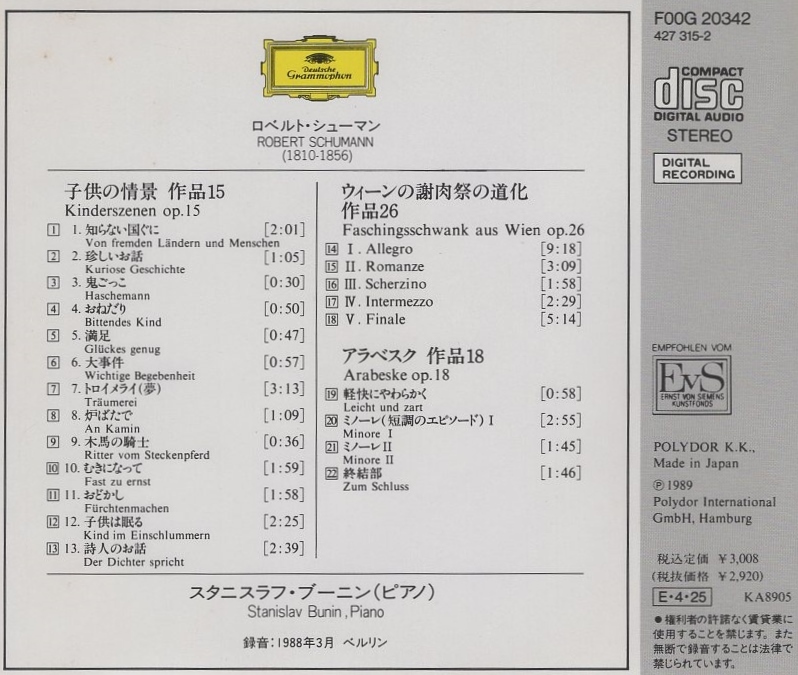 Deutsche
Grammophon
ロベルト・シューマン
ROBERT SCHUMANN
(1810-1856)
子供の情景 作品15
Kinderszenen op.15
1 1. 知らない国ぐに [2:01]
Von fremden Ländern und Menschen
2 2. 珍しいお話 [1:05]
Kuriose Geschichte
3 3. 鬼ごっこ [0:30]
Haschemann
4 4. おねだり [0:50]
Bittendes Kind
5 5. 満足 [0:47]
Glückes genug
6 6. 大事件 [0:57]
Wichtige Begebenheit
7 7. トロイメライ(夢) [3:13]
Träumerei
8 8. 炉ばたで [1:09]
An Kamin
9 9. 木馬の騎士 [0:36]
Ritter vom Steckenpferd
10 10. むきになって [1:59]
Fast zu ernst
11 11. おどかし [1:58]
Fürchtenmachen
12 12. 子供は眠る [2:25]
Kind im Einschlummern
13 13. 詩人のお話 [2:39]
Der Dichter spricht
ウィーンの謝肉祭の道化
作品26
Faschingsschwank aus Wien op.26
14 I. Allegro [9:18]
15 II. Romanze [3:09]
16 III. Scherzino [1:58]
17 IV. Intermezzo [2:29]
18 V. Finale [5:14]
アラベスク 作品18
Arabeske op.18
19 軽快にやわらかく [0:58]
Leicht und zart
20 ミノーレ(短調のエピソード) I [2:55]
Minore I
21 ミノーレII [1:45]
Minore II
22 終結部 [1:46]
Zum Schluss
スタニスラフ・ブーニン(ピアノ)
Stanislav Bunin, Piano
録音:1988年3月 ベルリン
F00G 20342
427 315-2
COMPACT
disc
DIGITAL AUDIO
STEREO
DIGITAL
RECORDING
EMPFOHLEN VOM
EvS
ERNST VON SIEMENS
KUNSTFONDS
POLYDOR K.K.,
Made in Japan
Ⓟ1989
Polydor International
GmbH, Hamburg
税込定価 ¥3,008
(税抜価格 ¥2,920)
E・4・25 KA8905
●権利者の許諾なく賃貸業に
使用することを禁じます。また
無断で録音することは法律で
禁じられています。